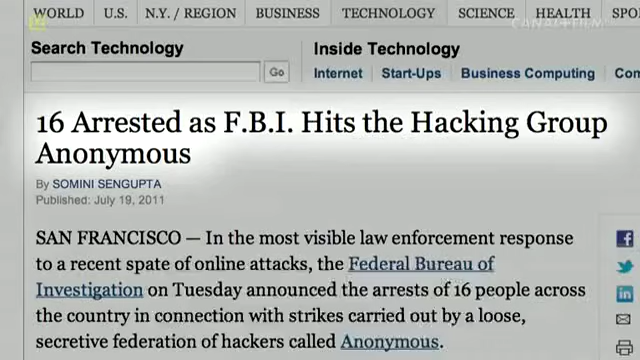 WORLD U.S. N.Y. / REGION BUSINESS TECHNOLOGY SCIENCE HEALTH SPO
CANAL+ FILM
Search Technology Inside Technology
Go Internet Start-Ups Business Computing Com
16 Arrested as F.B.I. Hits the Hacking Group
Anonymous
By SOMINI SENGUPTA
Published: July 19, 2011
SAN FRANCISCO — In the most visible law enforcement response
to a recent spate of online attacks, the Federal Bureau of
Investigation on Tuesday announced the arrests of 16 people across
the country in connection with strikes carried out by a loose,
secretive federation of hackers called Anonymous.